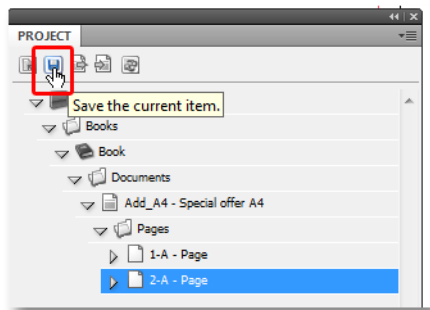 PROJECT
Save the current item.
Books
Book
Documents
Add_A4 - Special offer A4
Pages
1-A - Page
2-A - Page